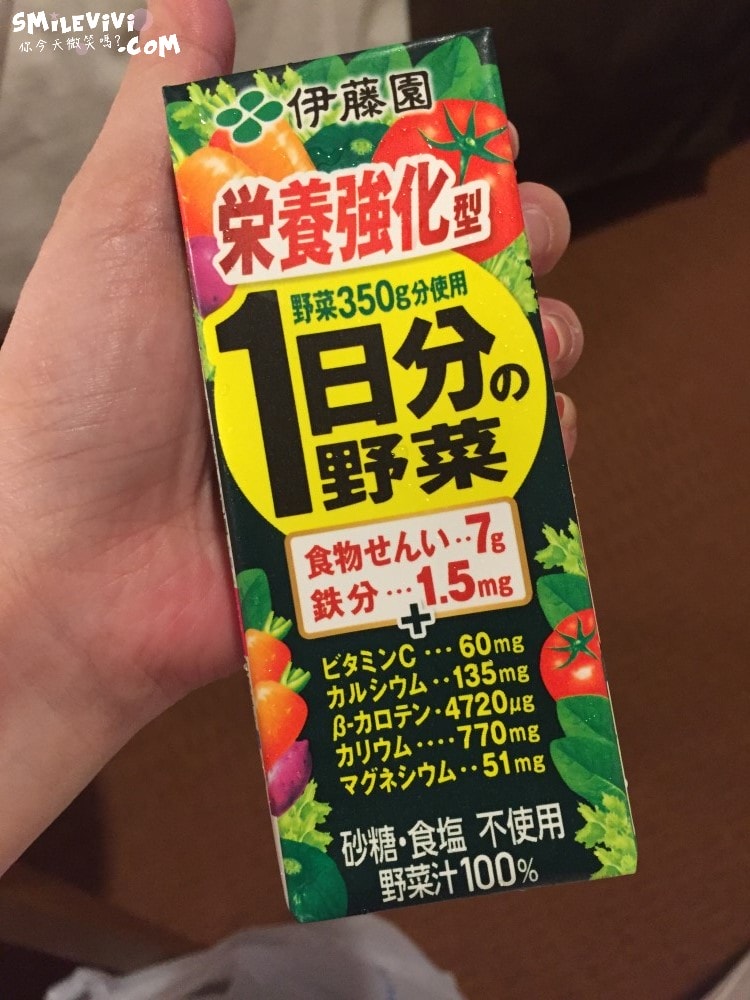 SMiLEViVi
你今天微笑嗎?.COM
伊藤園
栄養強化型
野菜350g分使用
1日分の
野菜
食物せんい‥7g
鉄分…1.5mg
+
ビタミンC…60mg
カルシウム‥135mg
β-カロテン・4720μg
カリウム‥‥770mg
マグネシウム‥51mg
砂糖・食塩 不使用
野菜汁100%